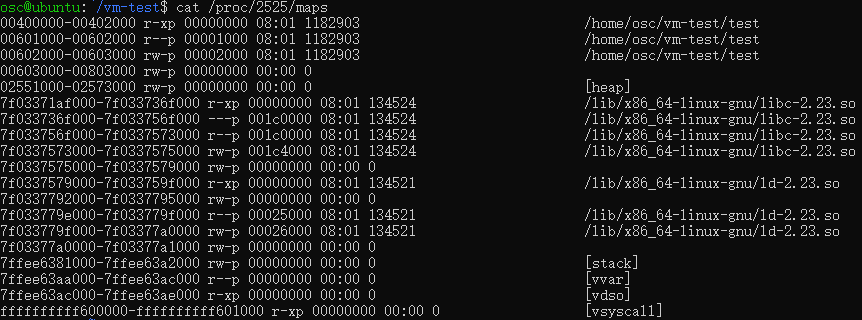 osc@ubuntu: ~/vm-test$ cat /proc/2525/maps
00400000-00402000 r-xp 00000000 08:01 1182903 /home/osc/vm-test/test
00601000-00602000 r--p 00001000 08:01 1182903 /home/osc/vm-test/test
00602000-00603000 rw-p 00002000 08:01 1182903 /home/osc/vm-test/test
00603000-00803000 rw-p 00000000 00:00 0
02551000-02573000 rw-p 00000000 00:00 0 [heap]
7f03371af000-7f033736f000 r-xp 00000000 08:01 134524 /lib/x86_64-linux-gnu/libc-2.23.so
7f033736f000-7f033756f000 ---p 001c0000 08:01 134524 /lib/x86_64-linux-gnu/libc-2.23.so
7f033756f000-7f0337573000 r--p 001c0000 08:01 134524 /lib/x86_64-linux-gnu/libc-2.23.so
7f0337573000-7f0337575000 rw-p 001c4000 08:01 134524 /lib/x86_64-linux-gnu/libc-2.23.so
7f0337575000-7f0337579000 rw-p 00000000 00:00 0
7f0337579000-7f033759f000 r-xp 00000000 08:01 134521 /lib/x86_64-linux-gnu/ld-2.23.so
7f0337792000-7f0337795000 rw-p 00000000 00:00 0
7f033779e000-7f033779f000 r--p 00025000 08:01 134521 /lib/x86_64-linux-gnu/ld-2.23.so
7f033779f000-7f03377a0000 rw-p 00026000 08:01 134521 /lib/x86_64-linux-gnu/ld-2.23.so
7f03377a0000-7f03377a1000 rw-p 00000000 00:00 0
7ffee6381000-7ffee63a2000 rw-p 00000000 00:00 0 [stack]
7ffee63aa000-7ffee63ac000 r--p 00000000 00:00 0 [vvar]
7ffee63ac000-7ffee63ae000 r-xp 00000000 00:00 0 [vdso]
ffffffffff600000-ffffffffff601000 r-xp 00000000 00:00 0 [vsyscall]